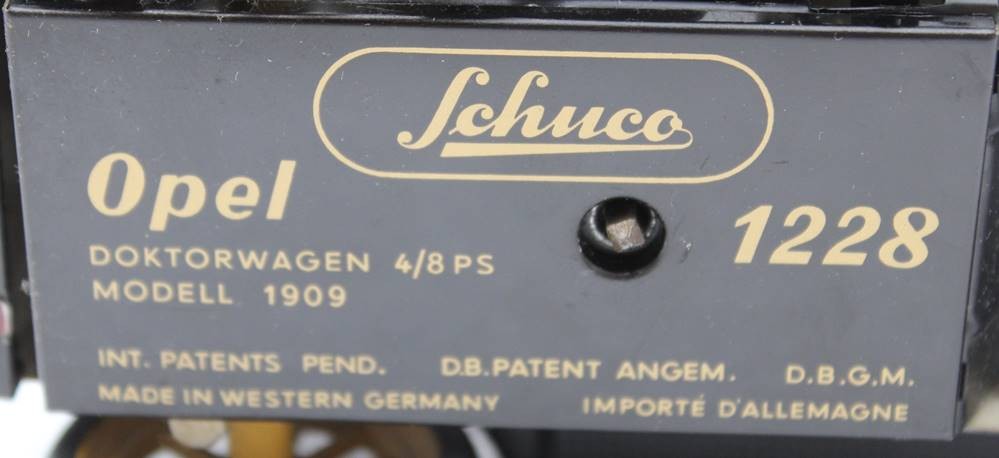 Schuco
Opel
1228
DOKTORWAGEN 4/8 PS
MODELL 1909
INT. PATENTS PEND. D.B.PATENT ANGEM. D.B.G.M.
MADE IN WESTERN GERMANY IMPORTÉ D'ALLEMAGNE